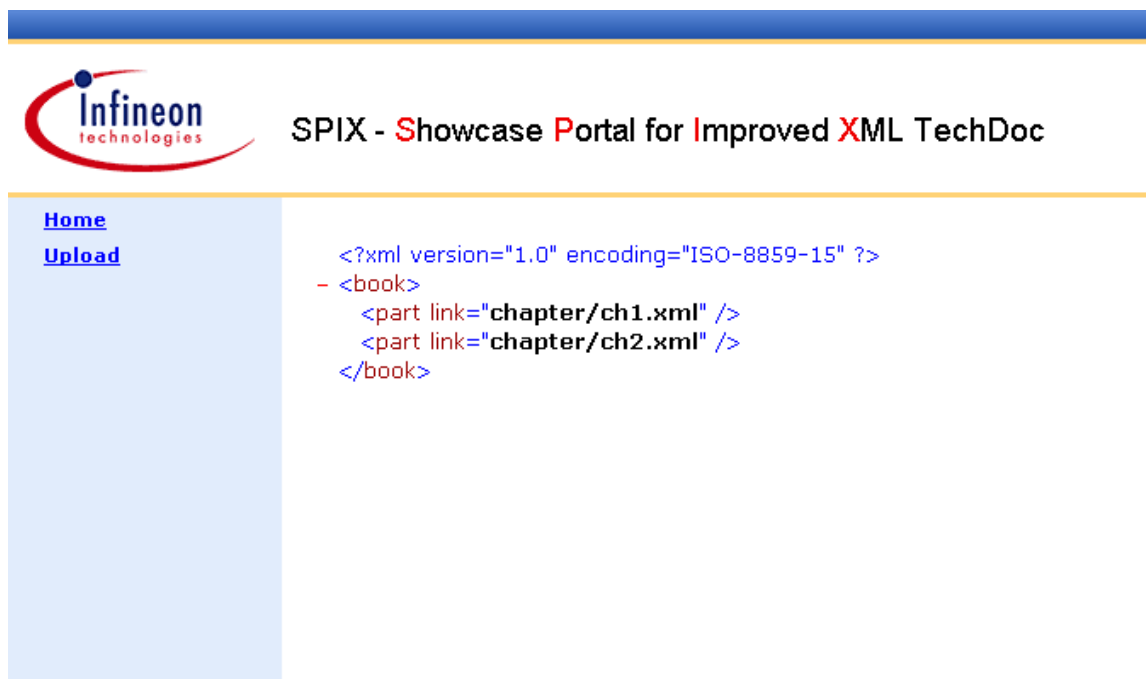 Infineon
technologies
SPIX - Showcase Portal for Improved XML TechDoc
Home
Upload
<?xml version="1.0" encoding="ISO-8859-15" ?>
– <book>
<part link="chapter/ch1.xml" />
<part link="chapter/ch2.xml" />
</book>